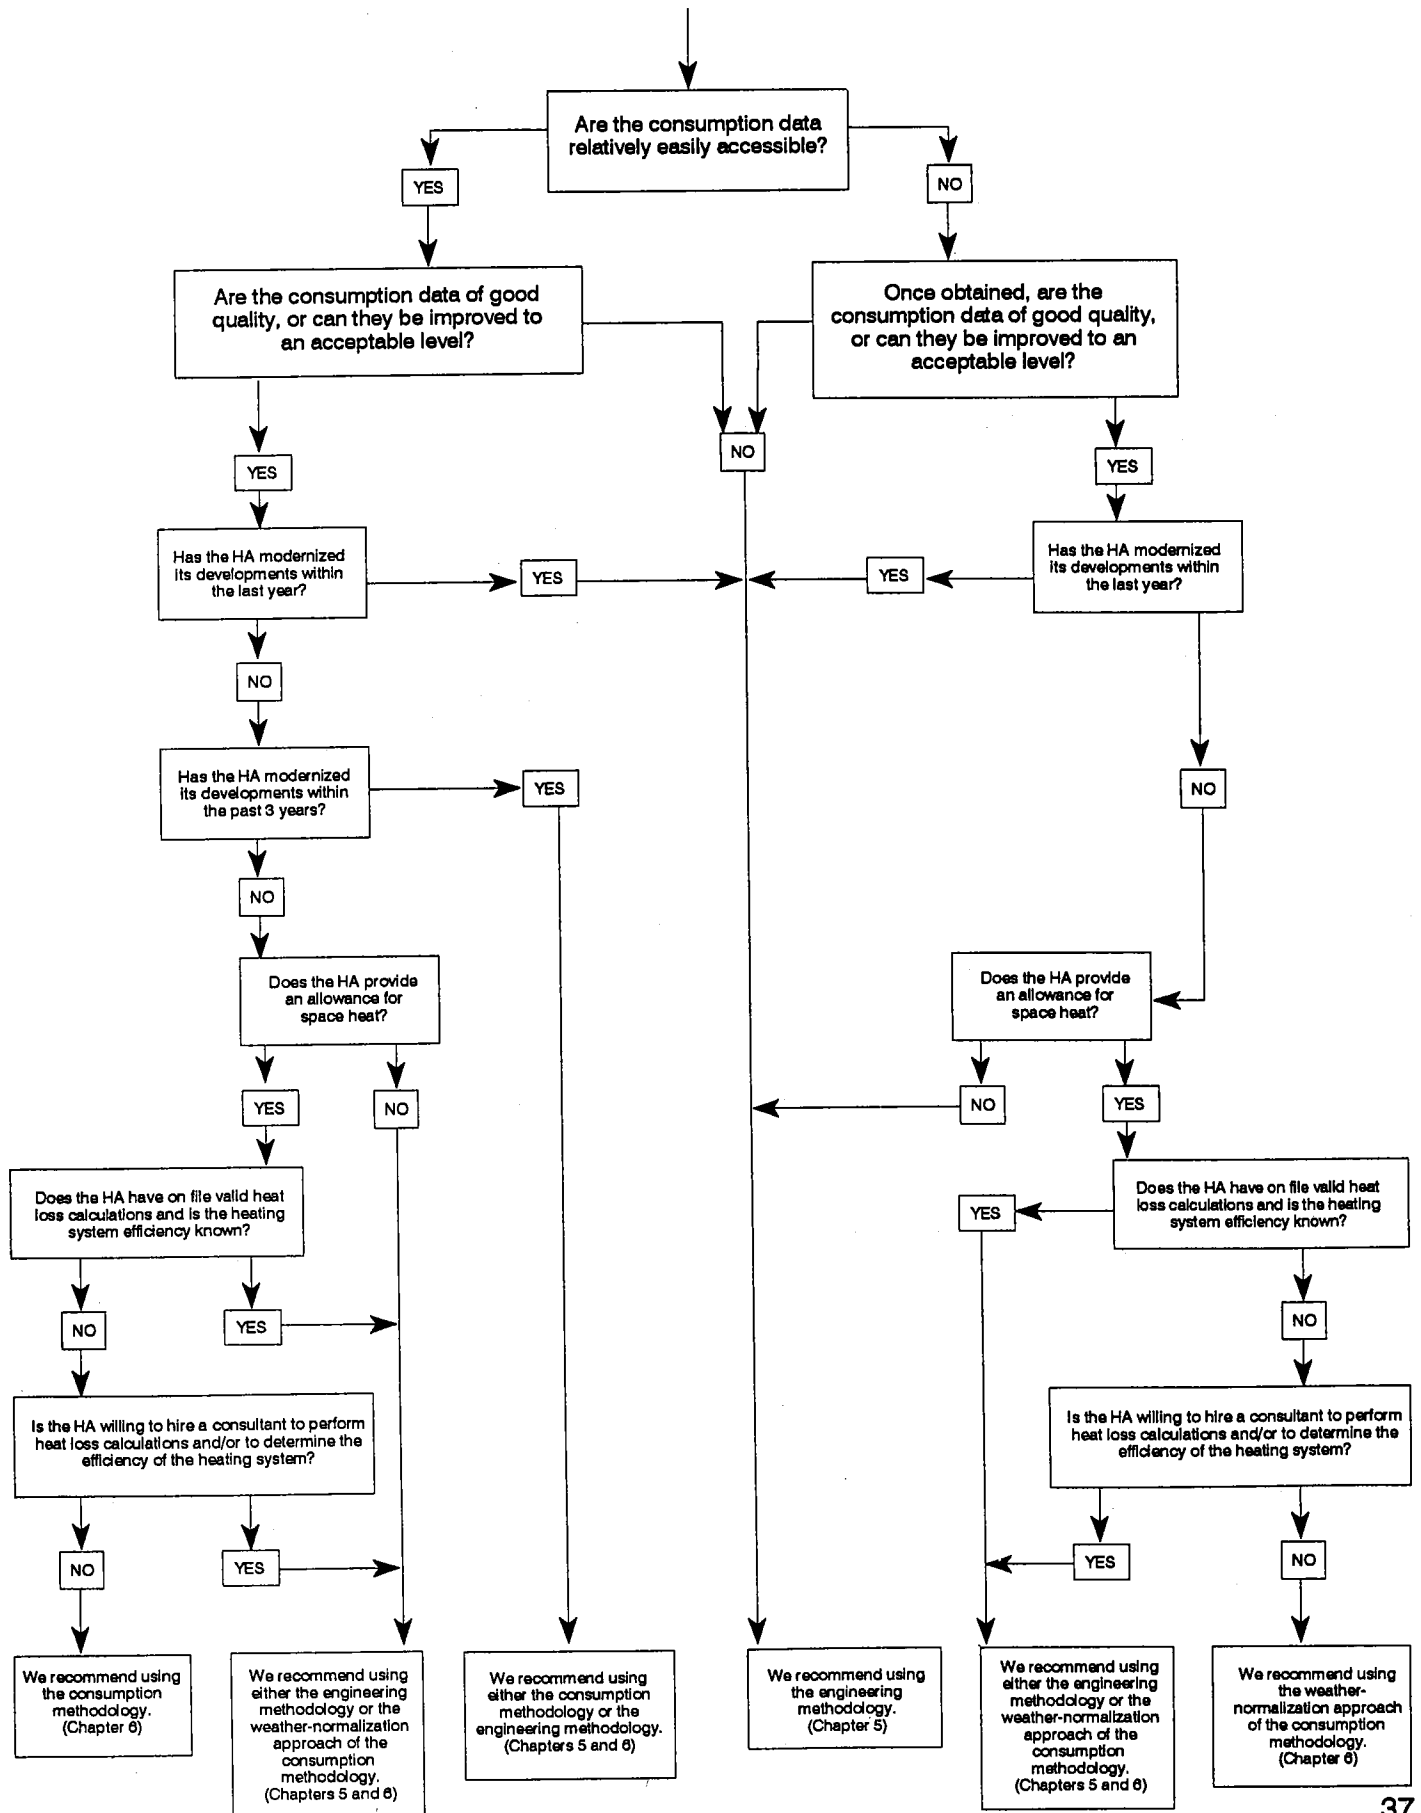 Are the consumption data
relatively easily accessible?
YES
NO
Are the consumption data of good
quality, or can they be improved to
an acceptable level?
Once obtained, are the
consumption data of good quality,
or can they be improved to an
acceptable level?
NO
YES
YES
Has the HA modernized
its developments within
the last year?
YES
YES
Has the HA modernized
its developments within
the last year?
NO
Has the HA modernized
its developments within
the past 3 years?
YES
NO
NO
Does the HA provide
an allowance for
space heat?
Does the HA provide
an allowance for
space heat?
YES
NO
NO
YES
Does the HA have on file valid heat
loss calculations and is the heating
system efficiency known?
YES
Does the HA have on file valid heat
loss calculations and is the heating
system efficiency known?
NO
YES
NO
Is the HA willing to hire a consultant to perform
heat loss calculations and/or to determine the
efficiency of the heating system?
Is the HA willing to hire a consultant to perform
heat loss calculations and/or to determine the
efficiency of the heating system?
NO
YES
YES
NO
We recommend using
the consumption
methodology.
(Chapter 6)
We recommend using
either the engineering
methodology or the
weather-normalization
approach of the
consumption
methodology.
(Chapters 5 and 6)
We recommend using
either the consumption
methodology or the
engineering methodology.
(Chapters 5 and 6)
We recommend using
the engineering
methodology.
(Chapter 5)
We recommend using
either the engineering
methodology or the
weather-normalization
approach of the
consumption
methodology.
(Chapters 5 and 6)
We recommend using
the weather-
normalization approach
of the consumption
methodology.
(Chapter 6)
37